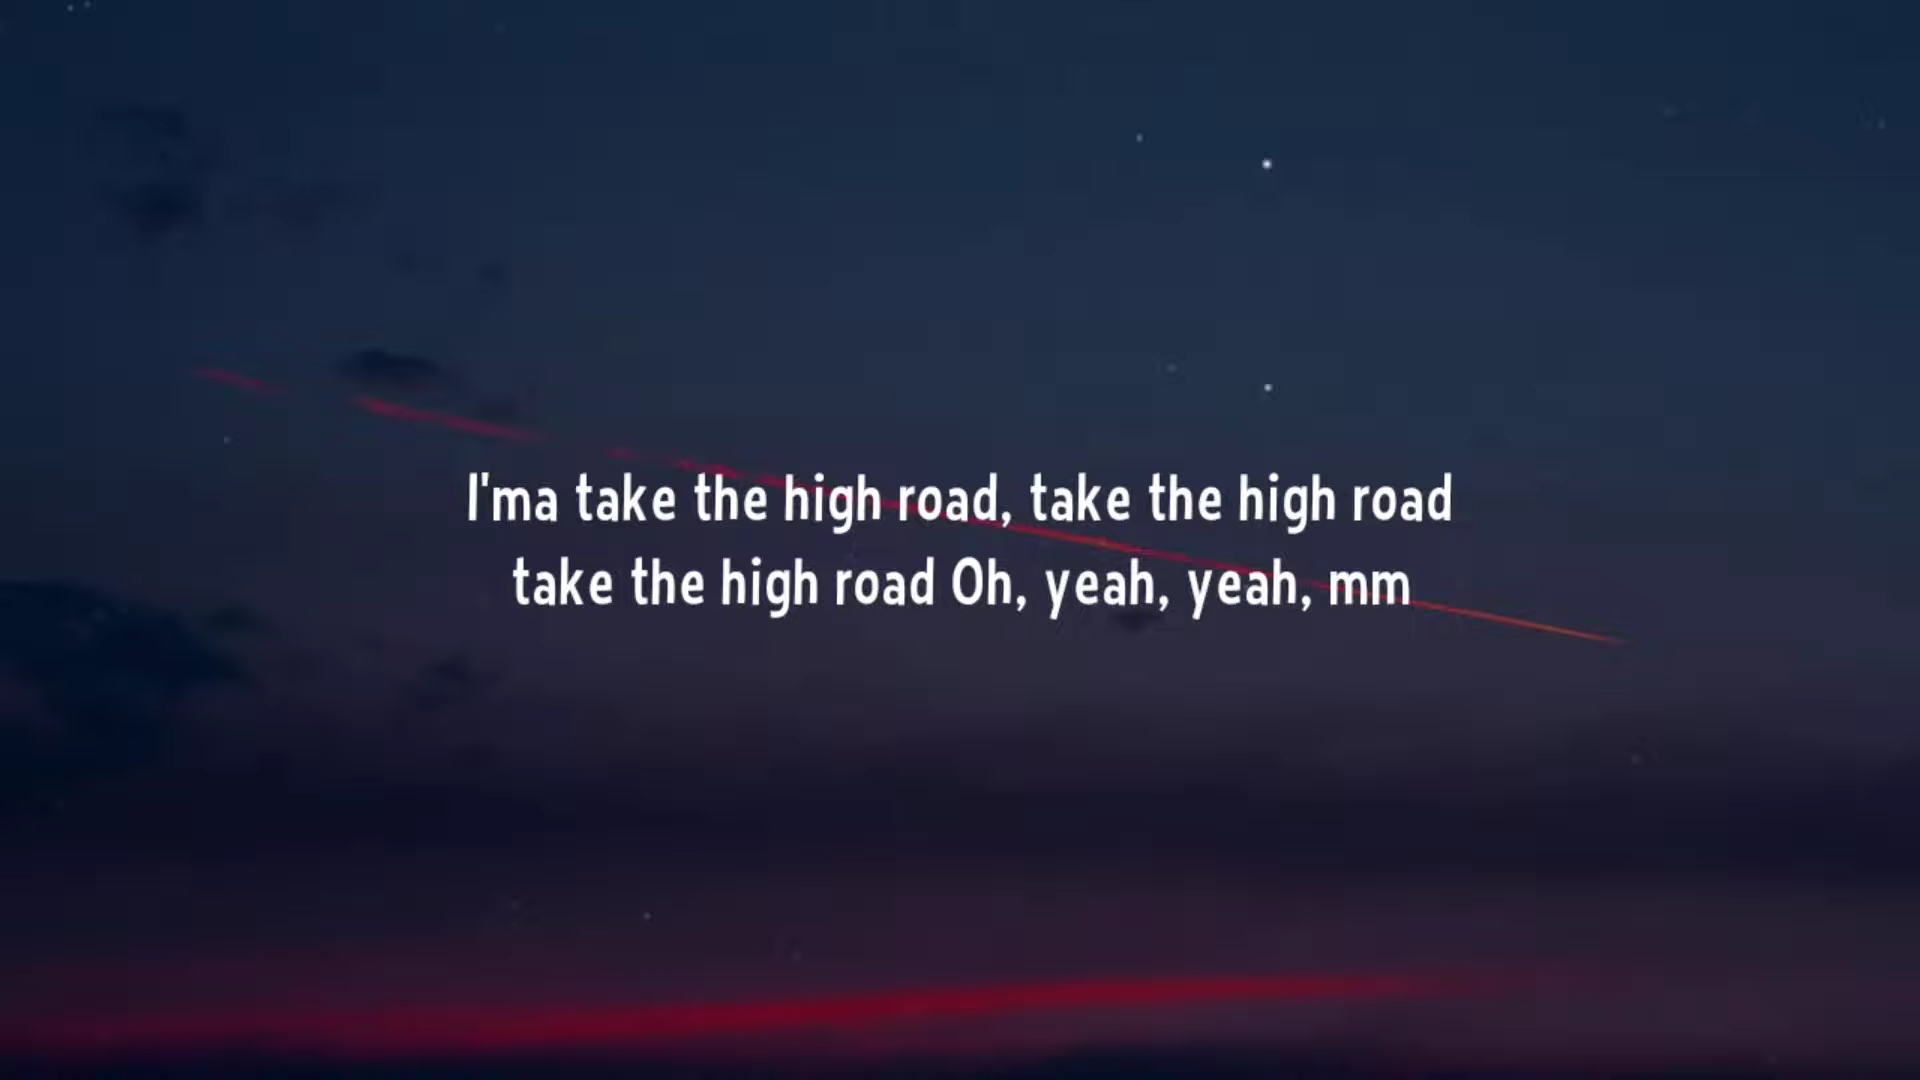 I'ma take the high road, take the high road
take the high road Oh, yeah, yeah, mm